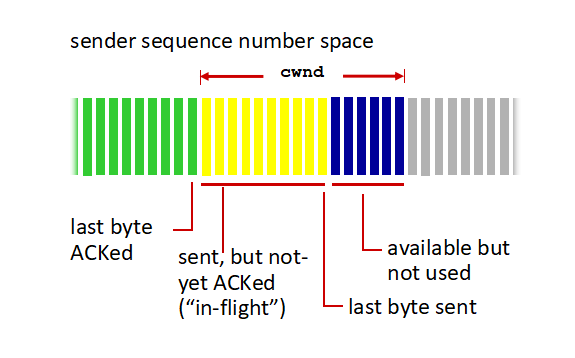 sender sequence number space
cwnd
last byte
ACKed
sent, but not-
yet ACKed
(“in-flight”)
available but
not used
last byte sent